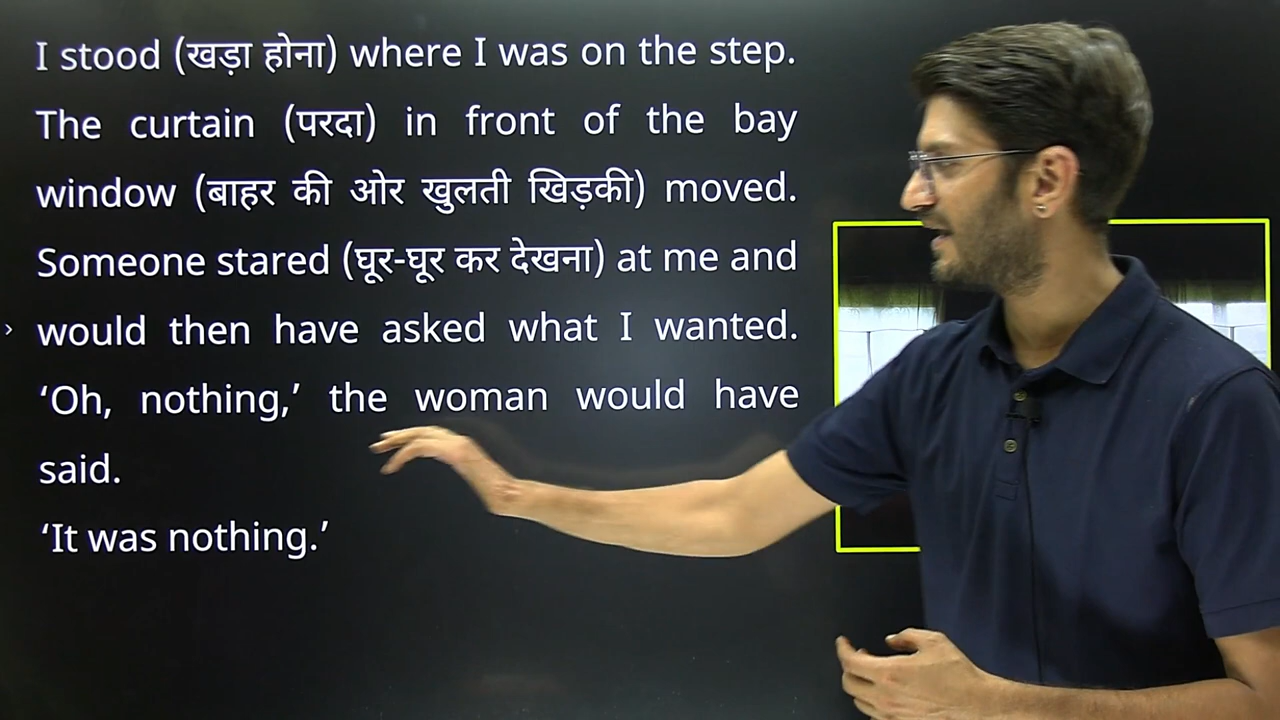 I stood (खड़ा होना) where I was on the step.
The curtain (परदा) in front of the bay
window (बाहर की ओर खुलती खिड़की) moved.
Someone stared (घूर-घूर कर देखना) at me and
would then have asked what I wanted.
‘Oh, nothing,’ the woman would have
said.
‘It was nothing.’